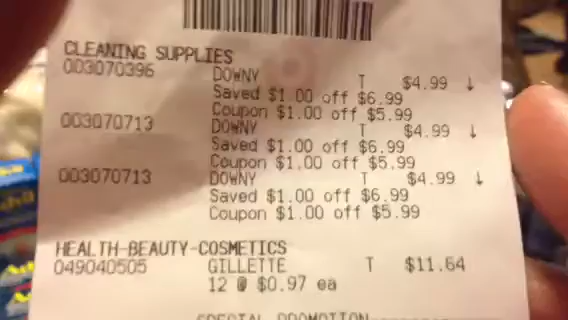 CLEANING SUPPLIES
003070396 DOWNY T $4.99 ↓
Saved $1.00 off $6.99
Coupon $1.00 off $5.99
003070713 DOWNY T $4.99 ↓
Saved $1.00 off $6.99
Coupon $1.00 off $5.99
003070713 DOWNY T $4.99 ↓
Saved $1.00 off $6.99
Coupon $1.00 off $5.99
HEALTH-BEAUTY-COSMETICS
049040505 GILLETTE T $11.64
12 @ $0.97 ea
SPECIAL PROMOTION